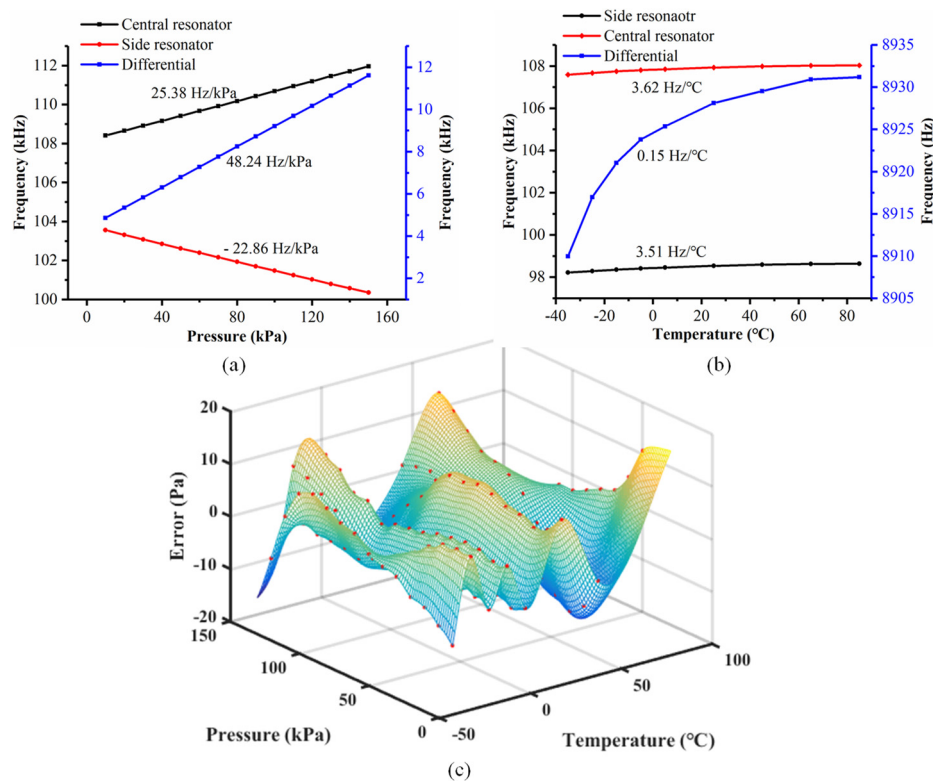 Central resonator
Side resonator
Differential
Frequency (kHz)
112
110
108
106
104
102
100
12
10
8
6
4
2
Frequency (kHz)
25.38 Hz/kPa
48.24 Hz/kPa
- 22.86 Hz/kPa
0 40 80 120 160
Pressure (kPa)
(a)
Side resonaotr
Central resonator
Differential
Frequency (kHz)
108
106
104
102
100
98
8935
8930
8925
8920
8915
8910
8905
Frequency (Hz)
3.62 Hz/°C
0.15 Hz/°C
3.51 Hz/°C
-40 -20 0 20 40 60 80
Temperature (°C)
(b)
Error (Pa)
20
10
0
-10
-20
150
100
50
0
Pressure (kPa)
-50
0
50
100
Temperature (°C)
(c)